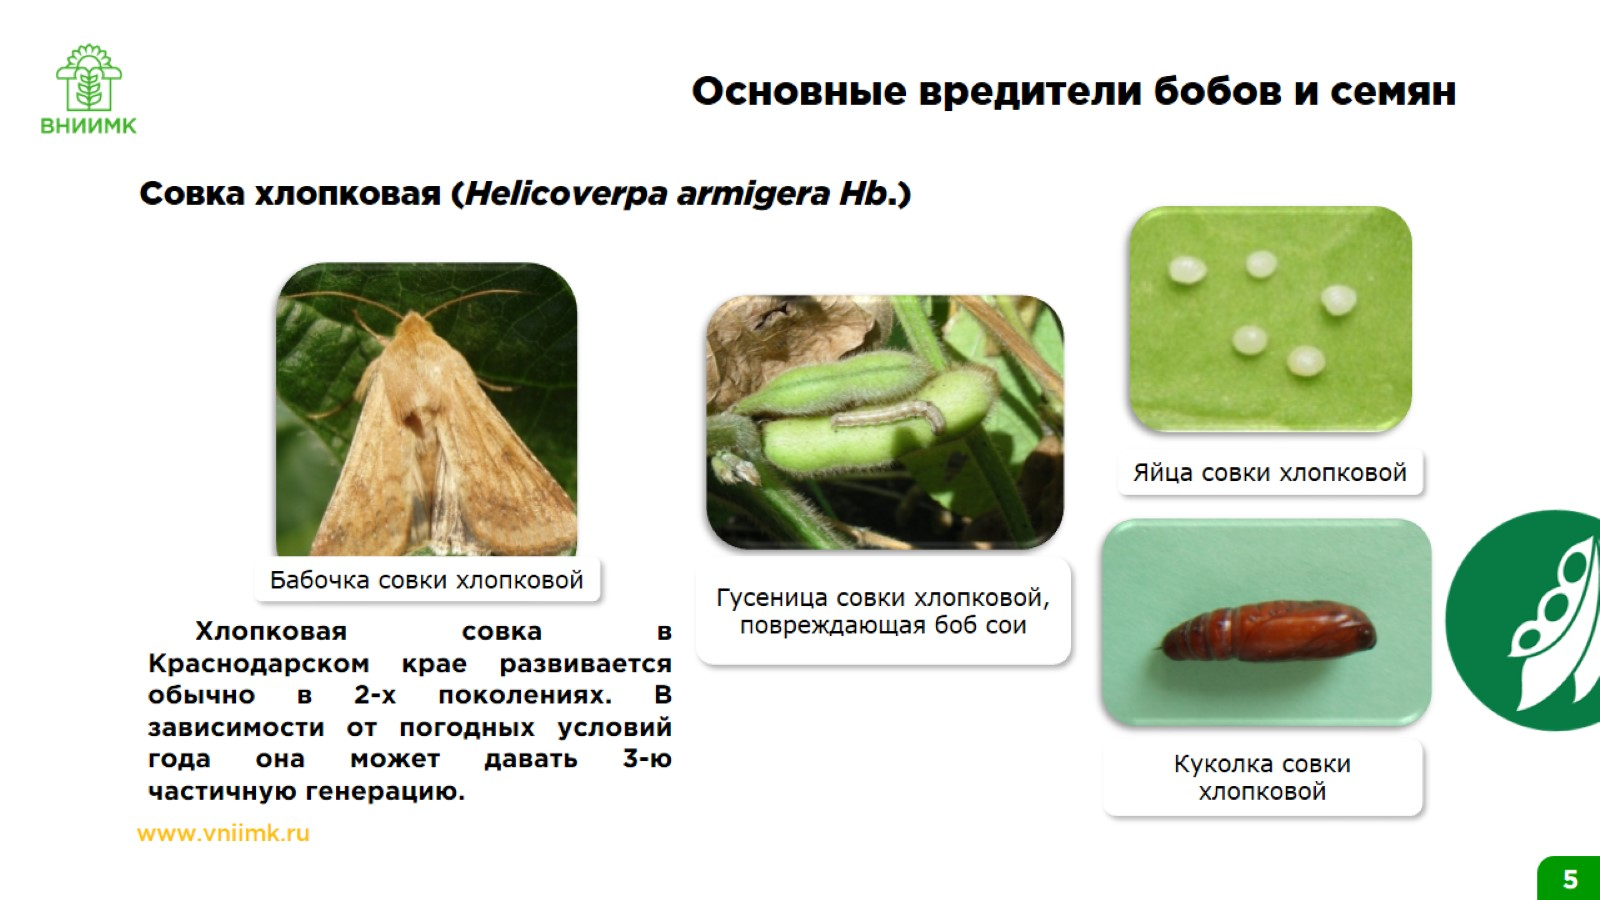 ВНИИМК
Основные вредители бобов и семян
Совка хлопковая (Helicoverpa armigera Hb.)
Бабочка совки хлопковой
Гусеница совки хлопковой,
повреждающая боб сои
Яйца совки хлопковой
Куколка совки
хлопковой
Хлопковая совка в
Краснодарском крае развивается
обычно в 2-х поколениях. В
зависимости от погодных условий
года она может давать 3-ю
частичную генерацию.
www.vniimk.ru
5